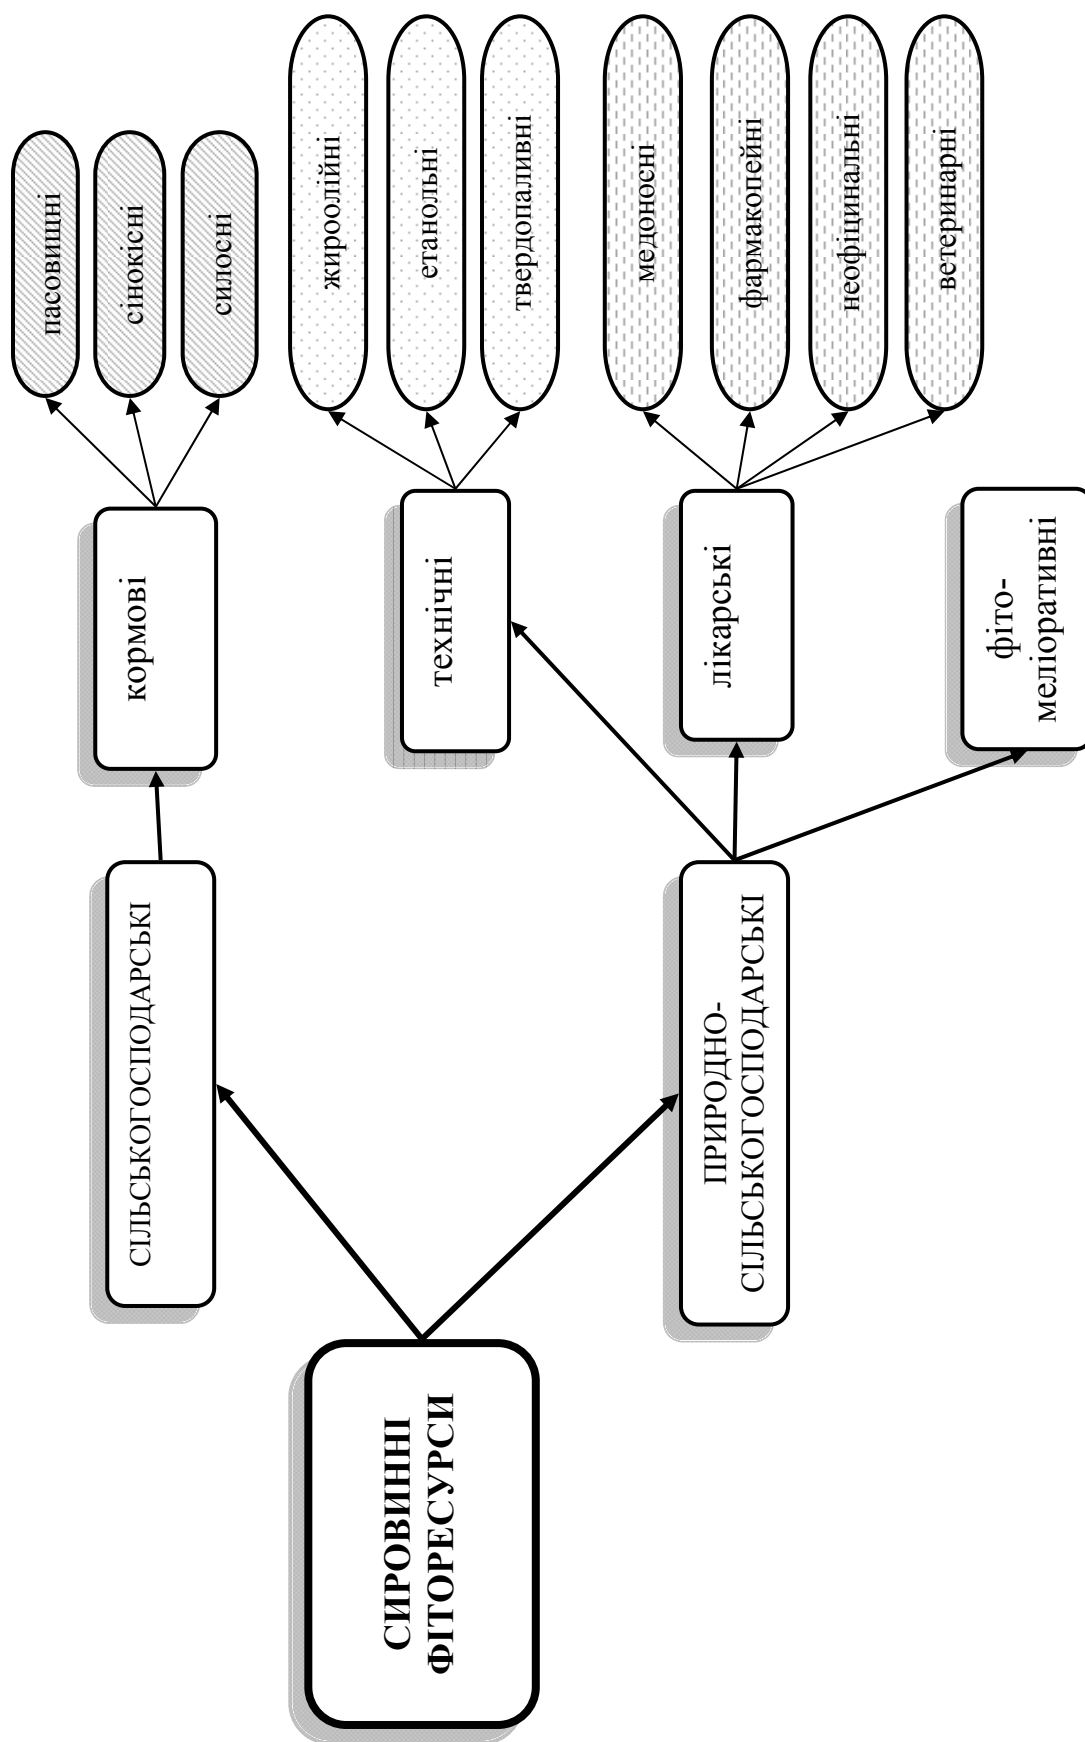 СИРОВИННІ
ФІТОРЕСУРСИ
СІЛЬСЬКОГОСПОДАРСЬКІ
ПРИРОДНО-
СІЛЬСЬКОГОСПОДАРСЬКІ
кормові
технічні
лікарські
фіто-
меліоративні
пасовищні
сінокісні
силосні
жироолійні
етанольні
твердопаливні
медоносні
фармакопейні
неофіцинальні
ветеринарні